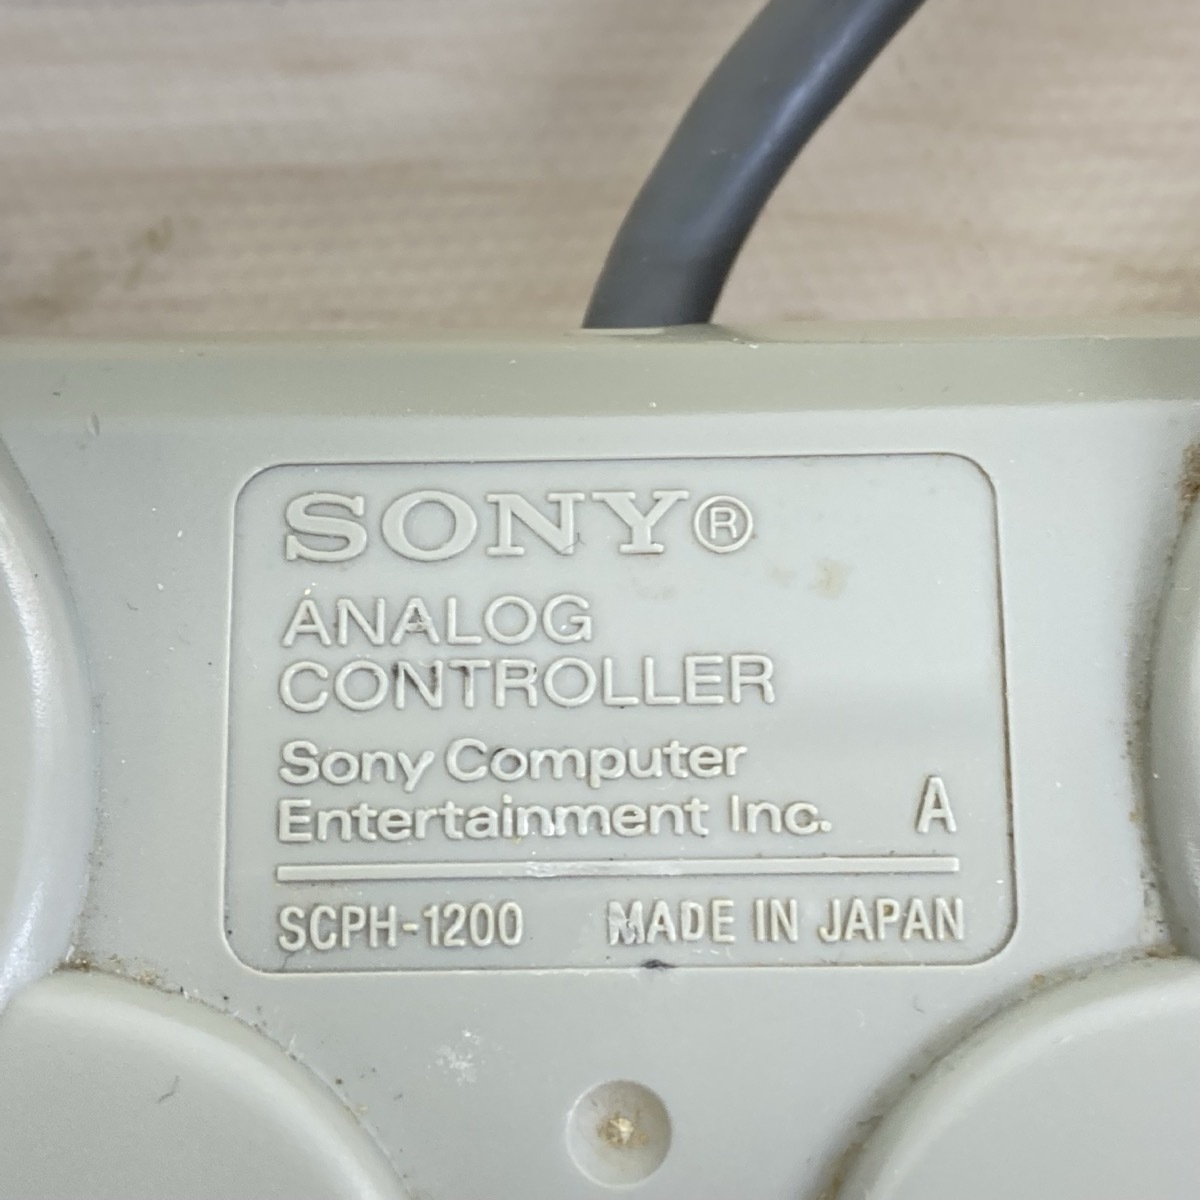 SONY®
ANALOG
CONTROLLER
Sony Computer
Entertainment Inc. A
SCPH-1200 MADE IN JAPAN